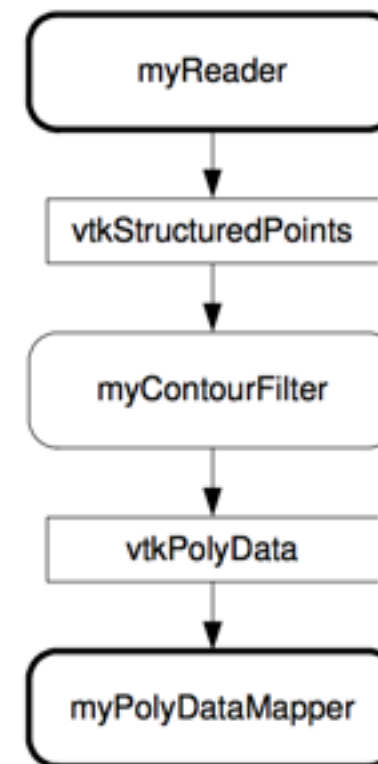 myReader
vtkStructuredPoints
myContourFilter
vtkPolyData
myPolyDataMapper